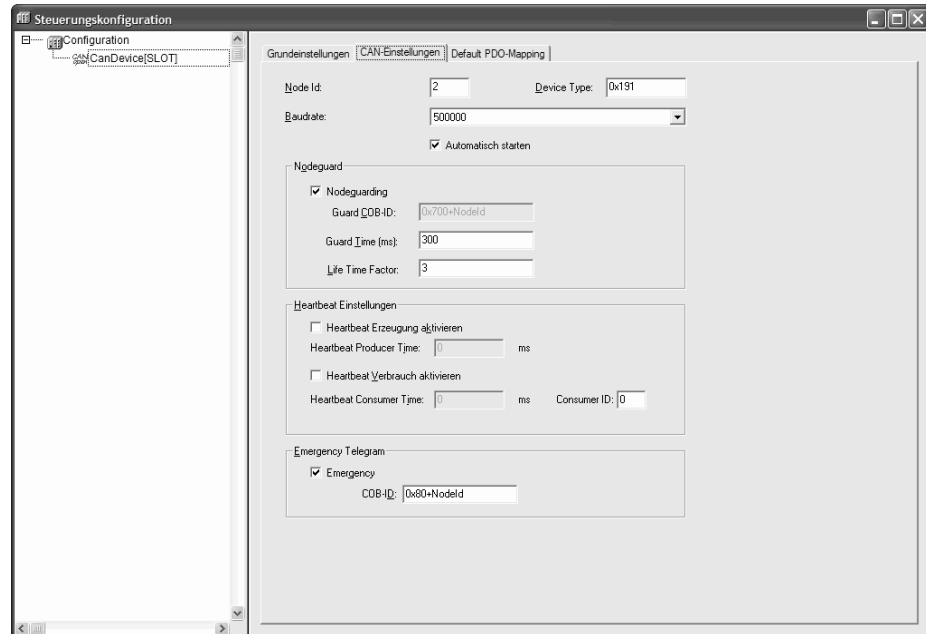 Steuerungskonfiguration
Configuration
CanDevice[SLOT]
Grundeinstellungen CAN-Einstellungen Default PDO-Mapping
Node Id: 2 Device Type: 0x191
Baudrate: 500000
Automatisch starten
Nodeguard
Nodeguarding
Guard COB-ID: 0x700+NodeId
Guard Time (ms): 300
Life Time Factor: 3
Heartbeat Einstellungen
Heartbeat Erzeugung aktivieren
Heartbeat Producer Time: 0 ms
Heartbeat Verbrauch aktivieren
Heartbeat Consumer Time: 0 ms Consumer ID: 0
Emergency Telegram
Emergency
COB-ID: 0x80+NodeId